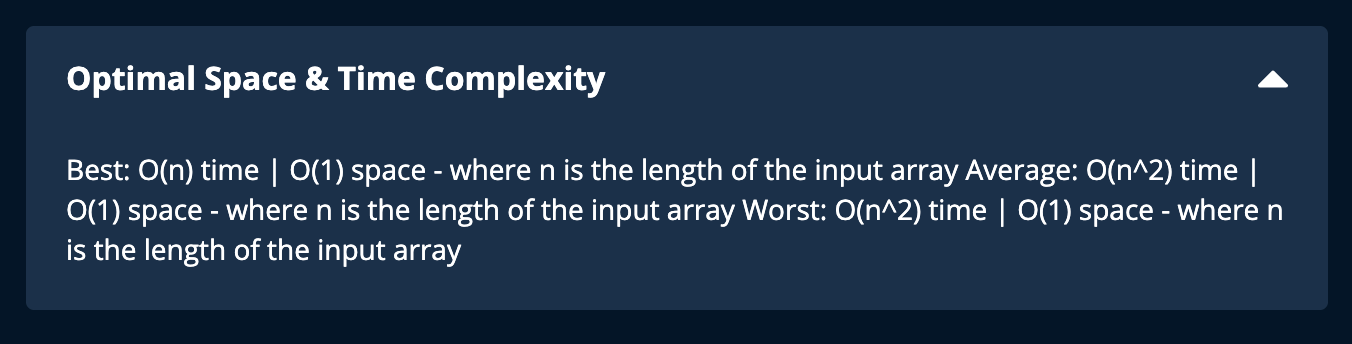 Optimal Space & Time Complexity
Best: O(n) time | O(1) space - where n is the length of the input array Average: O(n^2) time |
O(1) space - where n is the length of the input array Worst: O(n^2) time | O(1) space - where n
is the length of the input array